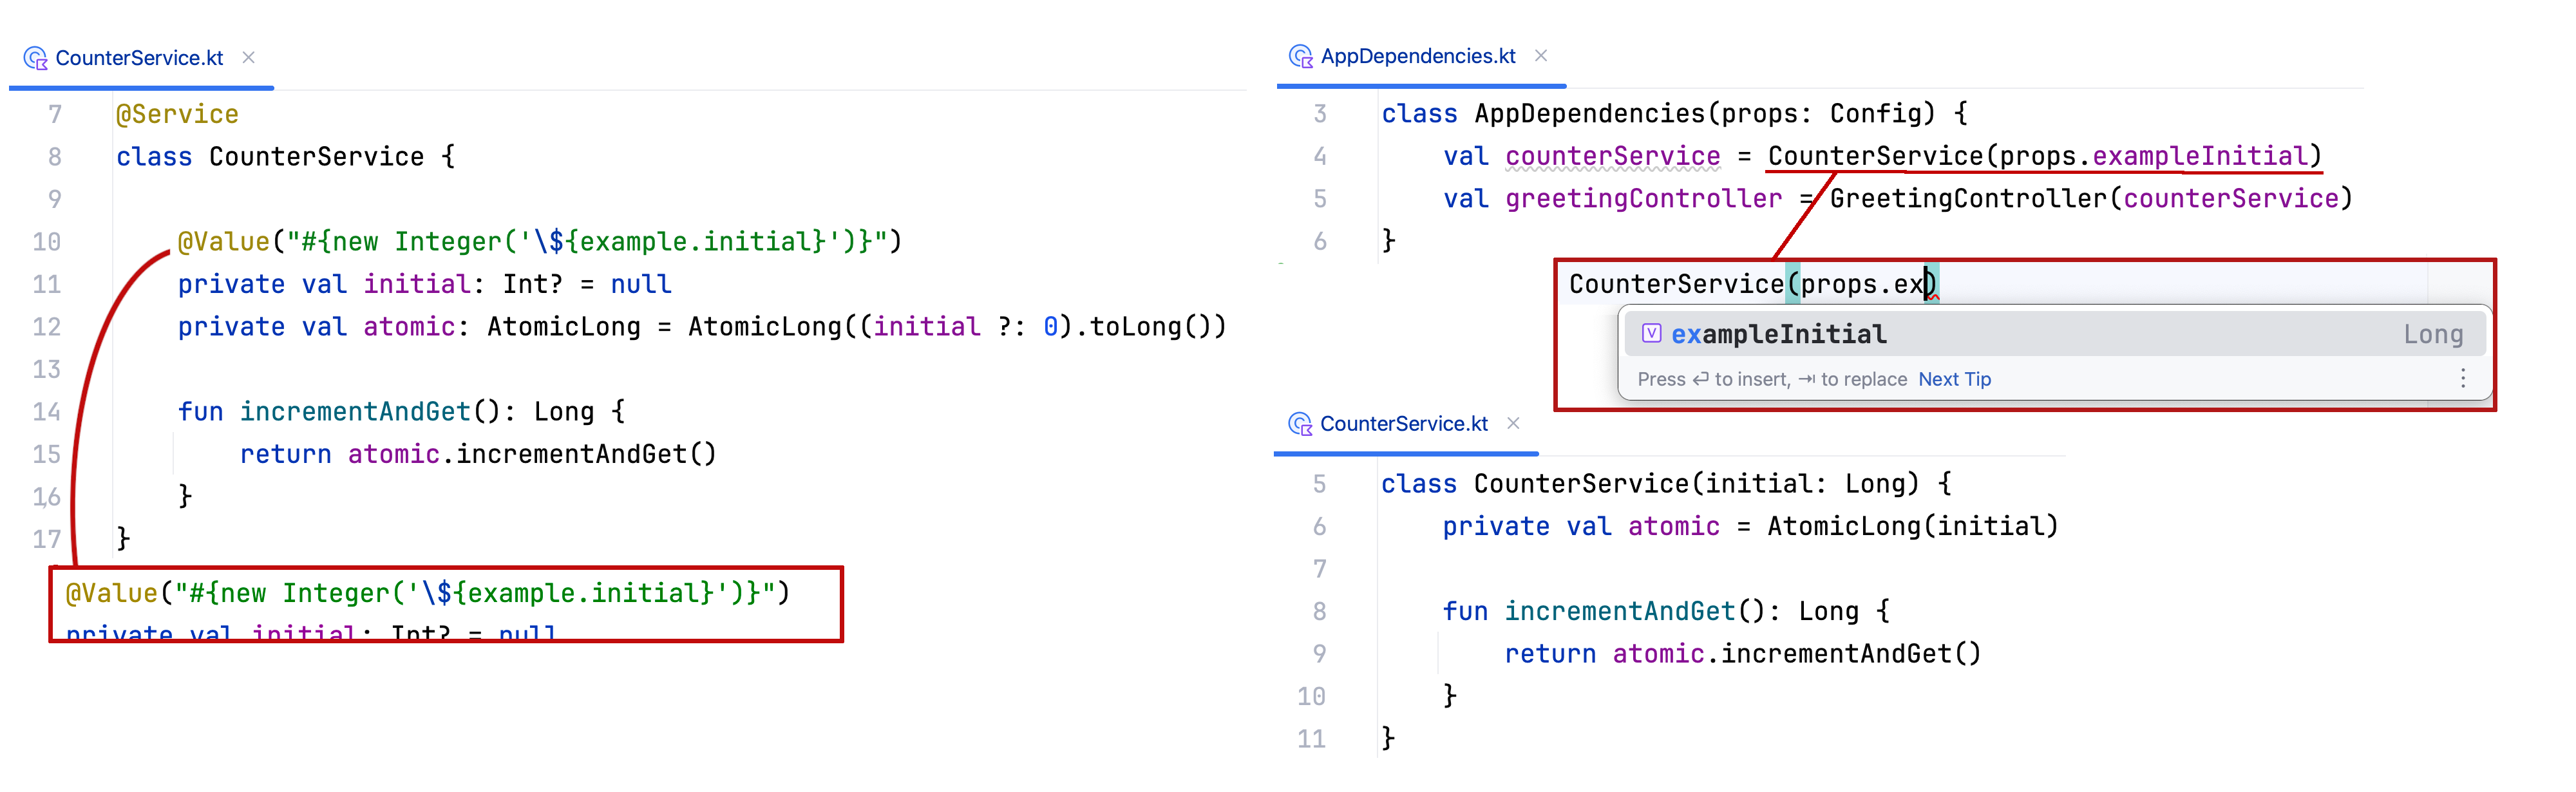 CounterService.kt
7 @Service
8 class CounterService {
9
10 @Value("#{new Integer('\${example.initial}')}")
11 private val initial: Int? = null
12 private val atomic: AtomicLong = AtomicLong((initial ?: 0).toLong())
13
14 fun incrementAndGet(): Long {
15 return atomic.incrementAndGet()
16 }
17 }
@Value("#{new Integer('\${example.initial}')}")
private val initial: Int? = null
AppDependencies.kt
3 class AppDependencies(props: Config) {
4 val counterService = CounterService(props.exampleInitial)
5 val greetingController = GreetingController(counterService)
6 }
CounterService(props.ex)
exampleInitial Long
Press ↵ to insert, ⇥ to replace Next Tip
CounterService.kt
5 class CounterService(initial: Long) {
6 private val atomic = AtomicLong(initial)
7
8 fun incrementAndGet(): Long {
9 return atomic.incrementAndGet()
10 }
11 }